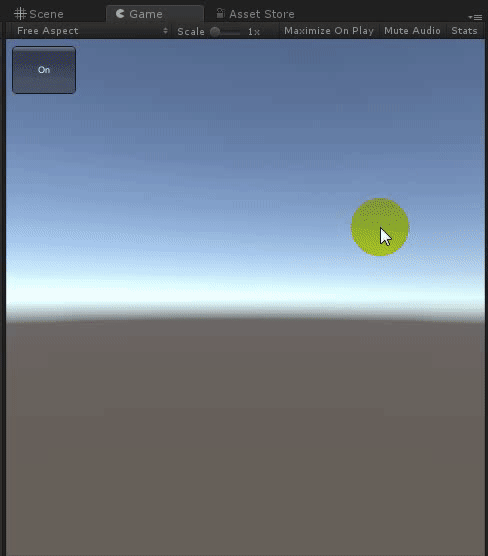 Scene Game Asset Store
Free Aspect Scale 1x Maximize On Play Mute Audio Stats
On